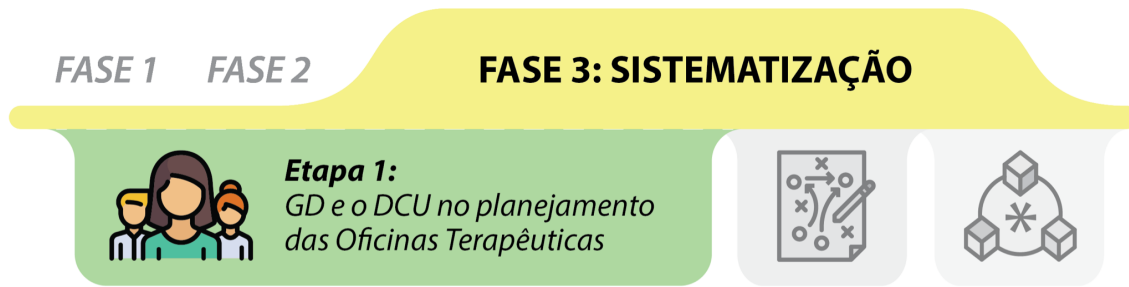 FASE 1 FASE 2 FASE 3: SISTEMATIZAÇÃO
Etapa 1:
GD e o DCU no planejamento
das Oficinas Terapêuticas